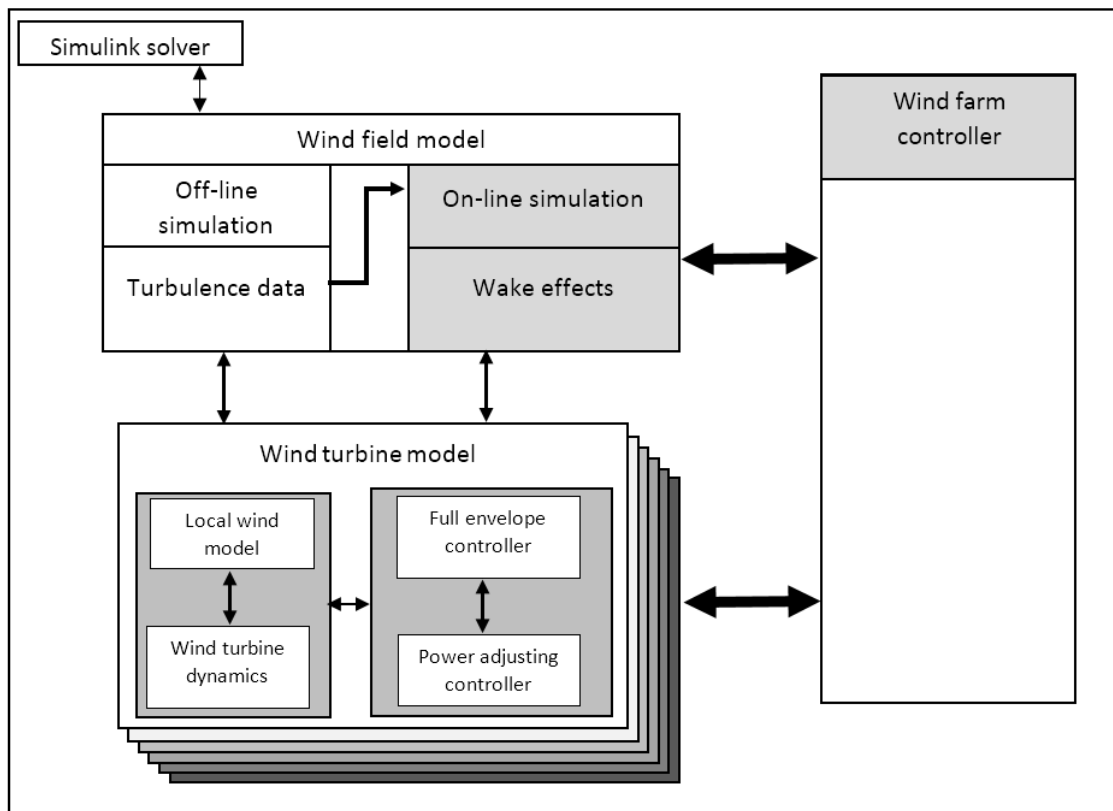 Simulink solver
Wind farm
controller
Wind field model
Off-line
simulation
On-line simulation
Turbulence data
Wake effects
Wind turbine model
Local wind
model
Full envelope
controller
Wind turbine
dynamics
Power adjusting
controller